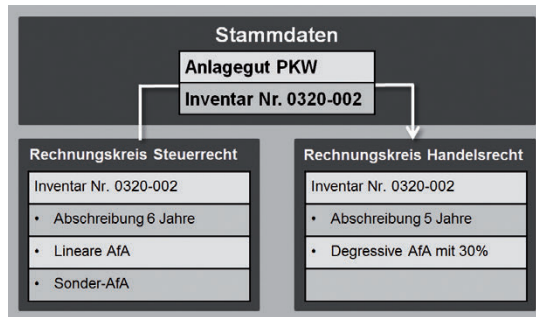 Stammdaten
Anlagegut PKW
Inventar Nr. 0320-002
Rechnungskreis Steuerrecht
Inventar Nr. 0320-002
• Abschreibung 6 Jahre
• Lineare AfA
• Sonder-AfA
Rechnungskreis Handelsrecht
Inventar Nr. 0320-002
• Abschreibung 5 Jahre
• Degressive AfA mit 30%